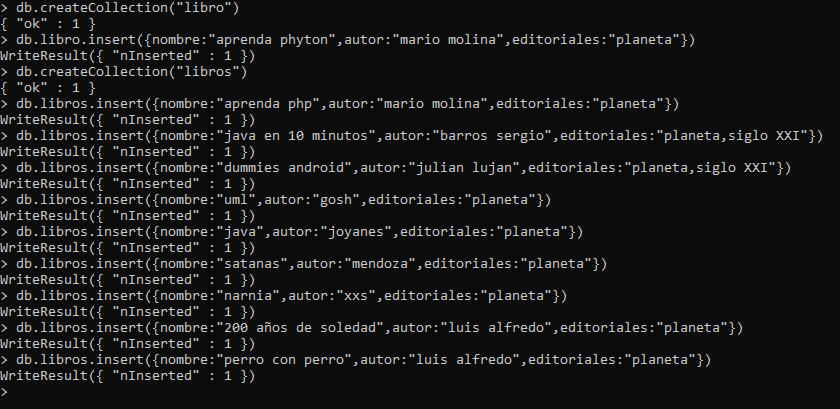 > db.createCollection("libro")
{ "ok" : 1 }
> db.libro.insert({nombre:"aprenda phyton",autor:"mario molina",editoriales:"planeta"})
WriteResult({ "nInserted" : 1 })
> db.createCollection("libros")
{ "ok" : 1 }
> db.libros.insert({nombre:"aprenda php",autor:"mario molina",editoriales:"planeta"})
WriteResult({ "nInserted" : 1 })
> db.libros.insert({nombre:"java en 10 minutos",autor:"barros sergio",editoriales:"planeta,siglo XXI"})
WriteResult({ "nInserted" : 1 })
> db.libros.insert({nombre:"dummies android",autor:"julian lujan",editoriales:"planeta,siglo XXI"})
WriteResult({ "nInserted" : 1 })
> db.libros.insert({nombre:"uml",autor:"gosh",editoriales:"planeta"})
WriteResult({ "nInserted" : 1 })
> db.libros.insert({nombre:"java",autor:"joyanes",editoriales:"planeta"})
WriteResult({ "nInserted" : 1 })
> db.libros.insert({nombre:"satanas",autor:"mendoza",editoriales:"planeta"})
WriteResult({ "nInserted" : 1 })
> db.libros.insert({nombre:"narnia",autor:"xxs",editoriales:"planeta"})
WriteResult({ "nInserted" : 1 })
> db.libros.insert({nombre:"200 años de soledad",autor:"luis alfredo",editoriales:"planeta"})
WriteResult({ "nInserted" : 1 })
> db.libros.insert({nombre:"perro con perro",autor:"luis alfredo",editoriales:"planeta"})
WriteResult({ "nInserted" : 1 })
>